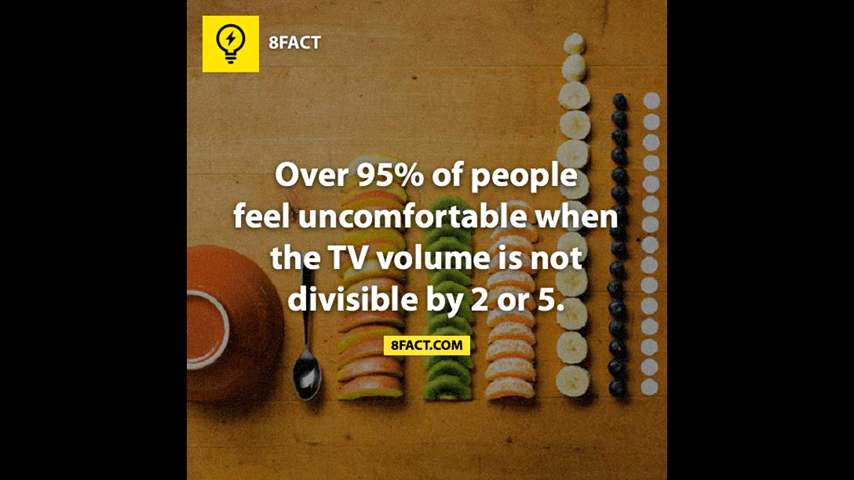 8FACT
Over 95% of people
feel uncomfortable when
the TV volume is not
divisible by 2 or 5.
8FACT.COM